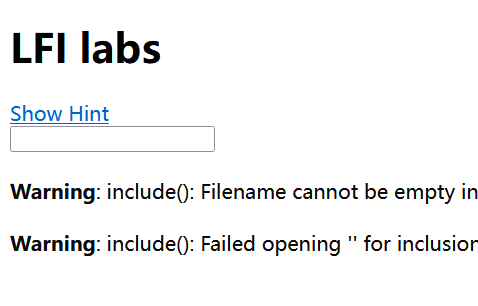 LFI labs
Show Hint
Warning: include(): Filename cannot be empty in
Warning: include(): Failed opening '' for inclusion